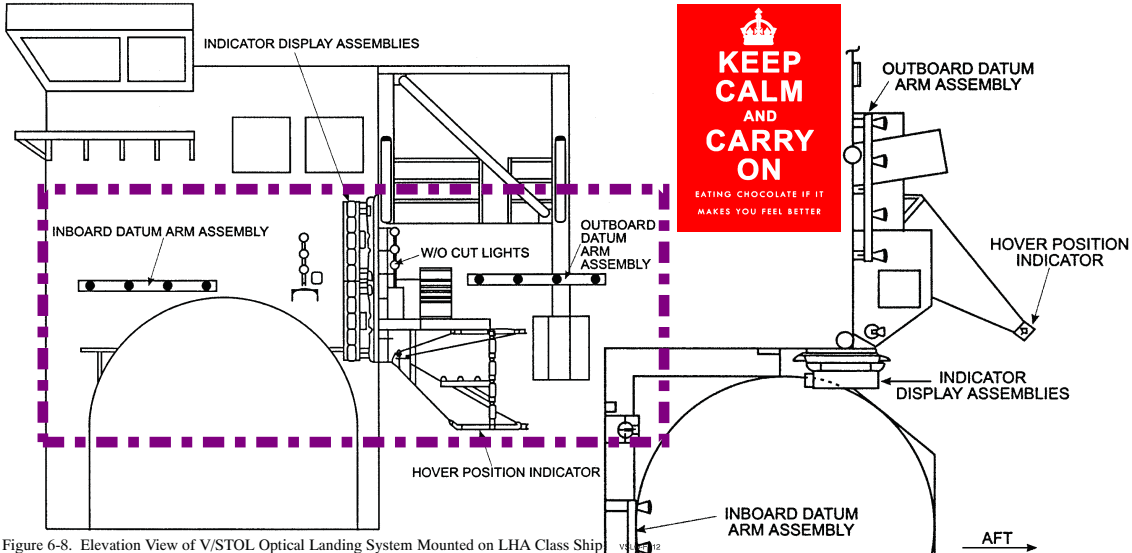 INDICATOR DISPLAY ASSEMBLIES
KEEP
CALM
AND
CARRY
ON
EATING CHOCOLATE IF IT
MAKES YOU FEEL BETTER
OUTBOARD DATUM
ARM ASSEMBLY
INBOARD DATUM ARM ASSEMBLY
W/O CUT LIGHTS
OUTBOARD
DATUM
ARM
ASSEMBLY
HOVER POSITION
INDICATOR
INDICATOR
DISPLAY ASSEMBLIES
HOVER POSITION INDICATOR
INBOARD DATUM
ARM ASSEMBLY
AFT
Figure 6-8. Elevation View of V/STOL Optical Landing System Mounted on LHA Class Ship